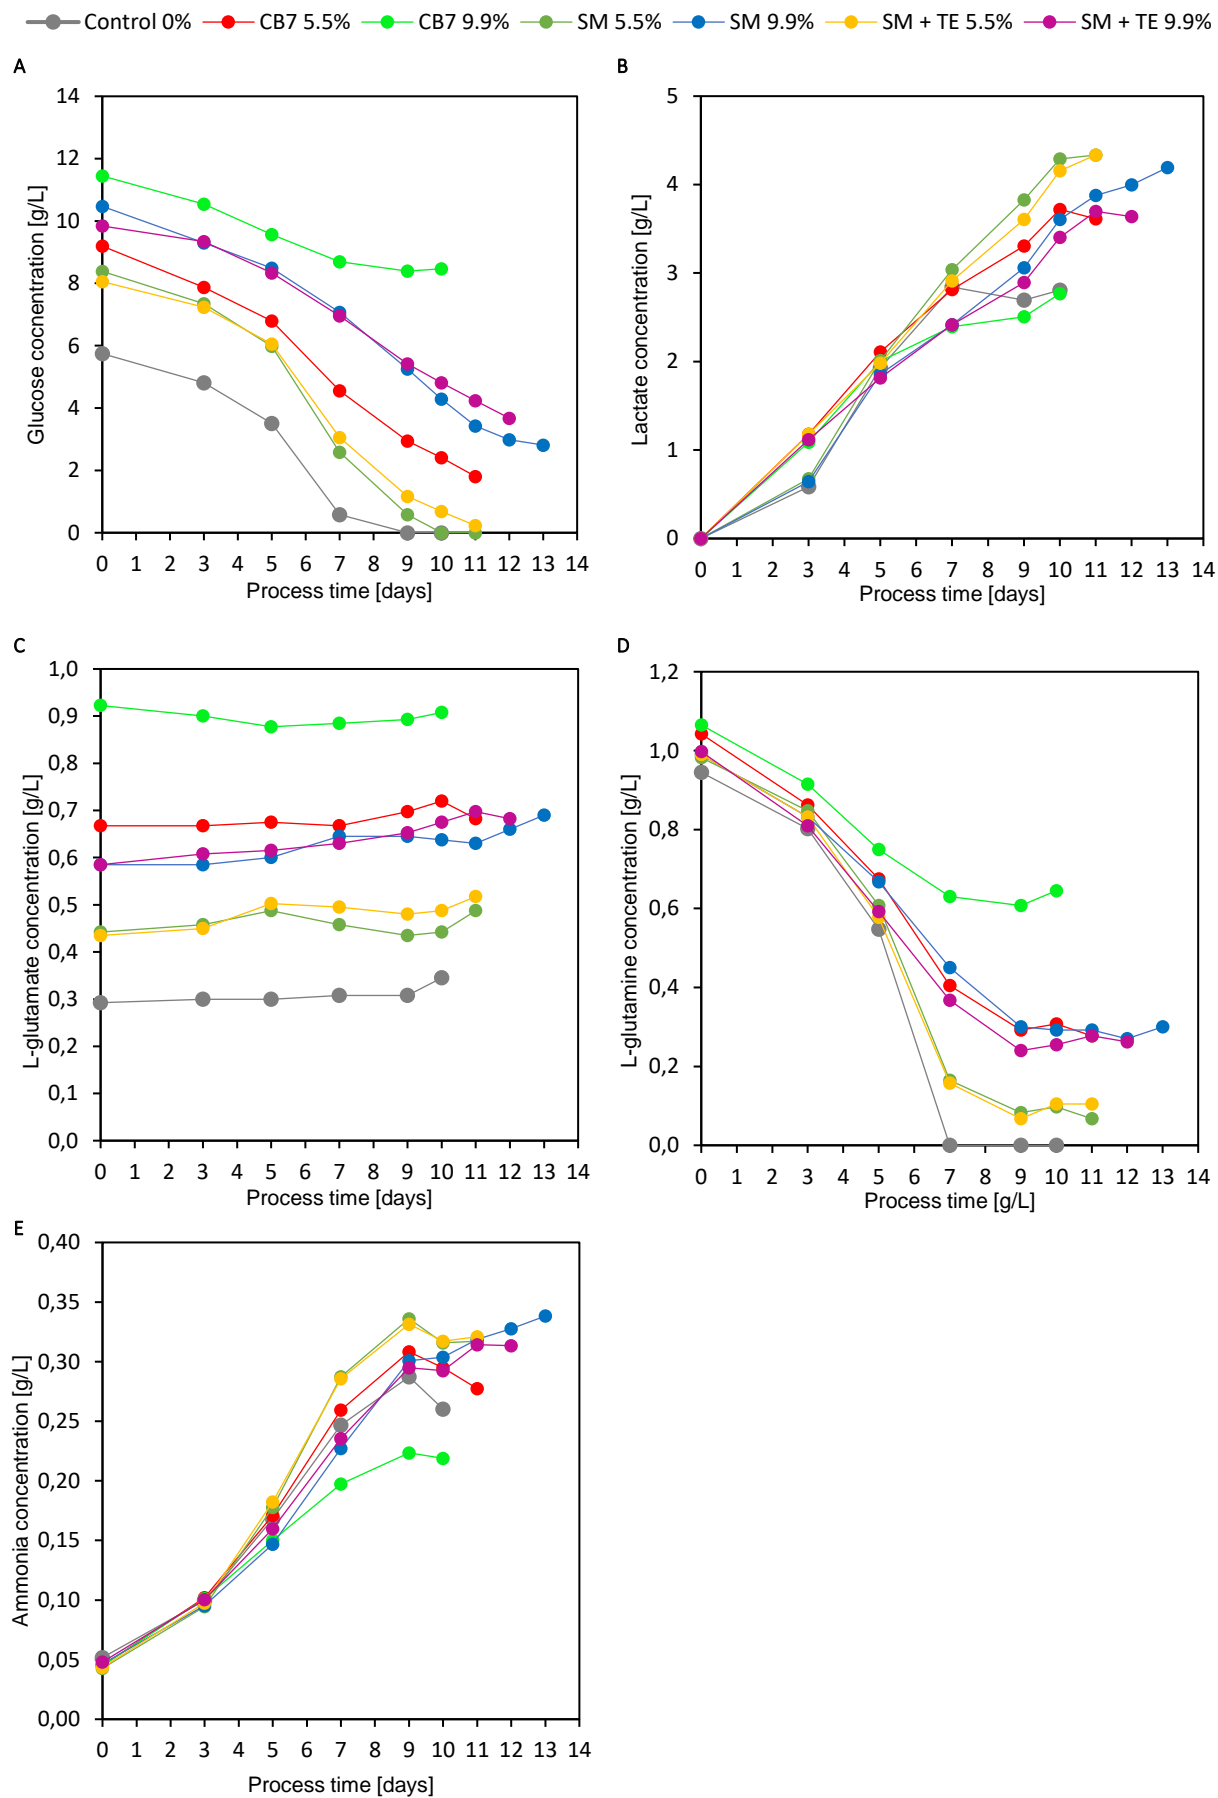 Control 0% CB7 5.5% CB7 9.9% SM 5.5% SM 9.9% SM + TE 5.5% SM + TE 9.9%
A
Glucose cocnentration [g/L]
14
12
10
8
6
4
2
0
0 1 2 3 4 5 6 7 8 9 10 11 12 13 14
Process time [days]
B
Lactate concentration [g/L]
5
4
3
2
1
0
0 1 2 3 4 5 6 7 8 9 10 11 12 13 14
Process time [days]
C
L-glutamate concentration [g/L]
1,0
0,9
0,8
0,7
0,6
0,5
0,4
0,3
0,2
0,1
0,0
0 1 2 3 4 5 6 7 8 9 10 11 12 13 14
Process time [days]
D
L-glutamine concentration [g/L]
1,2
1,0
0,8
0,6
0,4
0,2
0,0
0 1 2 3 4 5 6 7 8 9 10 11 12 13 14
Process time [g/L]
E
Ammonia concentration [g/L]
0,40
0,35
0,30
0,25
0,20
0,15
0,10
0,05
0,00
0 1 2 3 4 5 6 7 8 9 10 11 12 13 14
Process time [days]